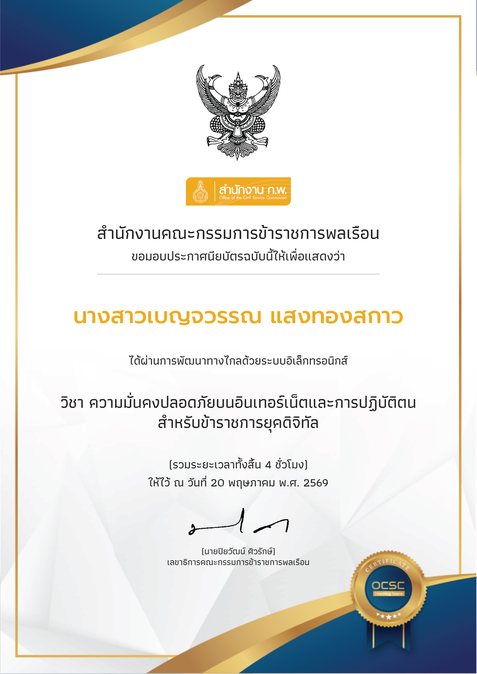 สำนักงาน ก.พ.
Office of the Civil Service Commission
สำนักงานคณะกรรมการข้าราชการพลเรือน
ขอมอบประกาศนียบัตรฉบับนี้ให้เพื่อแสดงว่า
นางสาวเบญจวรรณ แสงทองสกาว
ได้ผ่านการพัฒนาทางไกลด้วยระบบอิเล็กทรอนิกส์
วิชา ความมั่นคงปลอดภัยบนอินเทอร์เน็ตและการปฏิบัติตน
สำหรับข้าราชการยุคดิจิทัล
(รวมระยะเวลาทั้งสิ้น 4 ชั่วโมง)
ให้ไว้ ณ วันที่ 20 พฤษภาคม พ.ศ. 2569
(นายปิยวัฒน์ ศิวรักษ์)
เลขาธิการคณะกรรมการข้าราชการพลเรือน
CERTIFICATE
OCSC
Learning Space